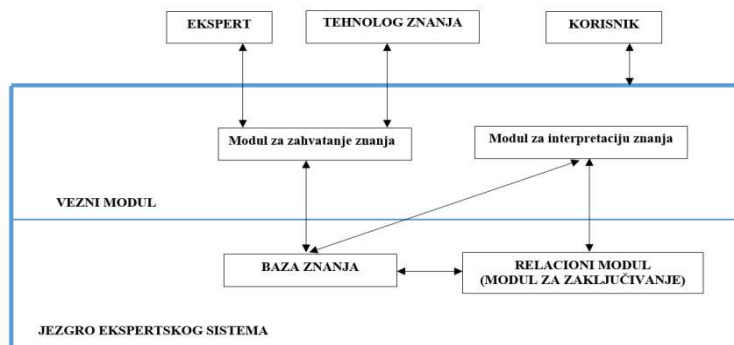 EKSPERT
TEHNOLOG ZNANJA
KORISNIK
Modul za zahvatanje znanja
Modul za interpretaciju znanja
VEZNI MODUL
BAZA ZNANJA
RELACIONI MODUL
(MODUL ZA ZAKLJUČIVANJE)
JEZGRO EKSPERTSKOG SISTEMA